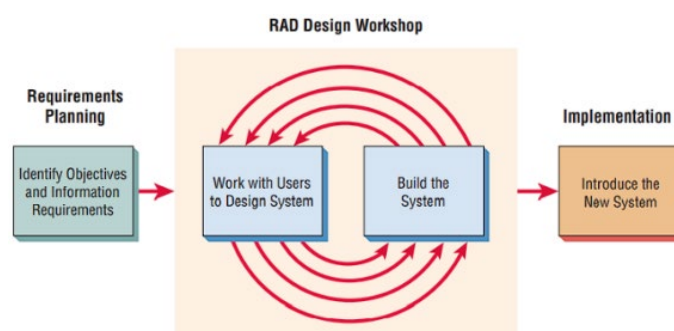 RAD Design Workshop
Requirements
Planning
Identify Objectives
and Information
Requirements
Work with Users
to Design System
Build the
System
Implementation
Introduce the
New System